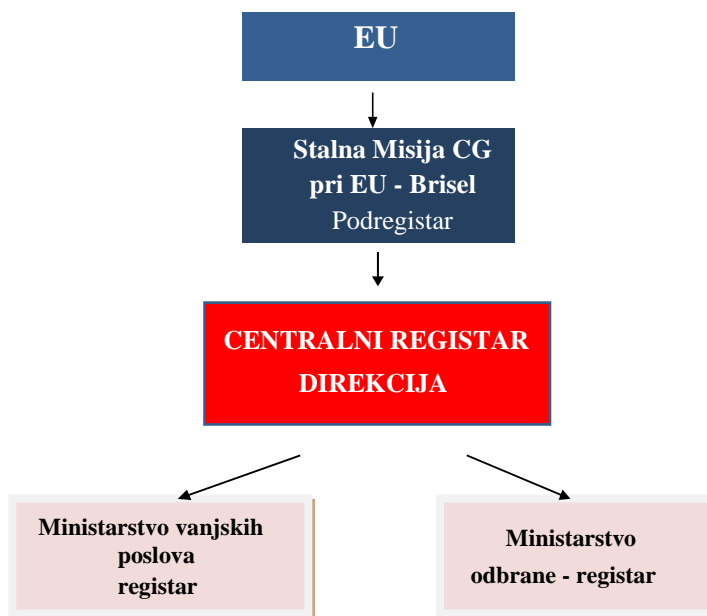 EU
Stalna Misija CG
pri EU - Brisel
Podregistar
CENTRALNI REGISTAR
DIREKCIJA
Ministarstvo vanjskih
poslova
registar
Ministarstvo
odbrane - registar